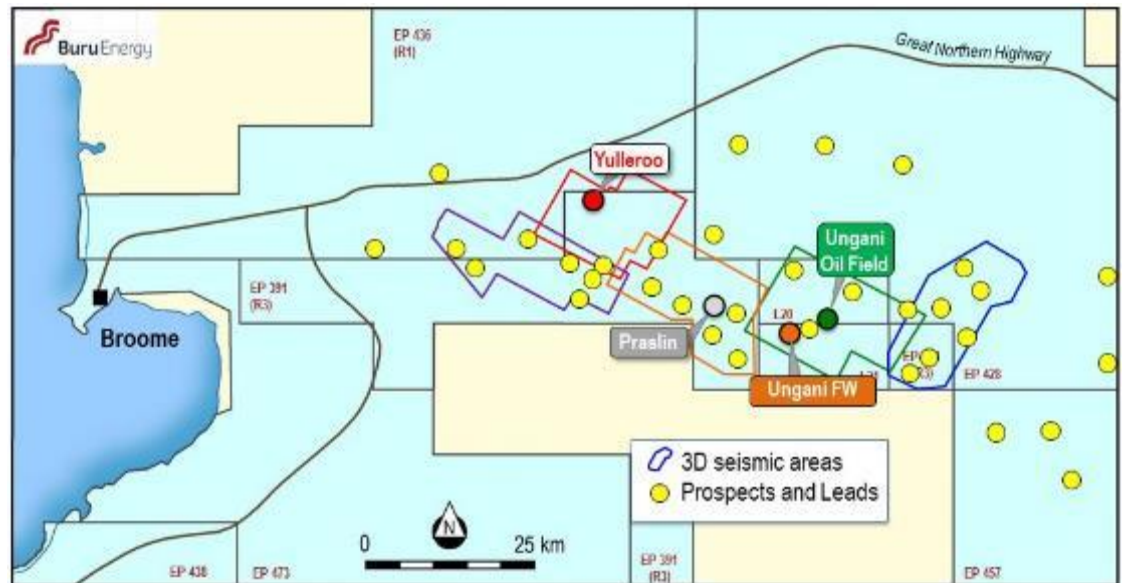 BuruEnergy
EP 436
(R1)
Great Northern Highway
Yulleroo
Ungani
Oil Field
EP 391
(R3)
Broome
L20
Praslin
(R3)
EP 428
Ungani FW
3D seismic areas
Prospects and Leads
N
0
25 km
EP 438
EP 473
EP 391
(R3)
EP 457